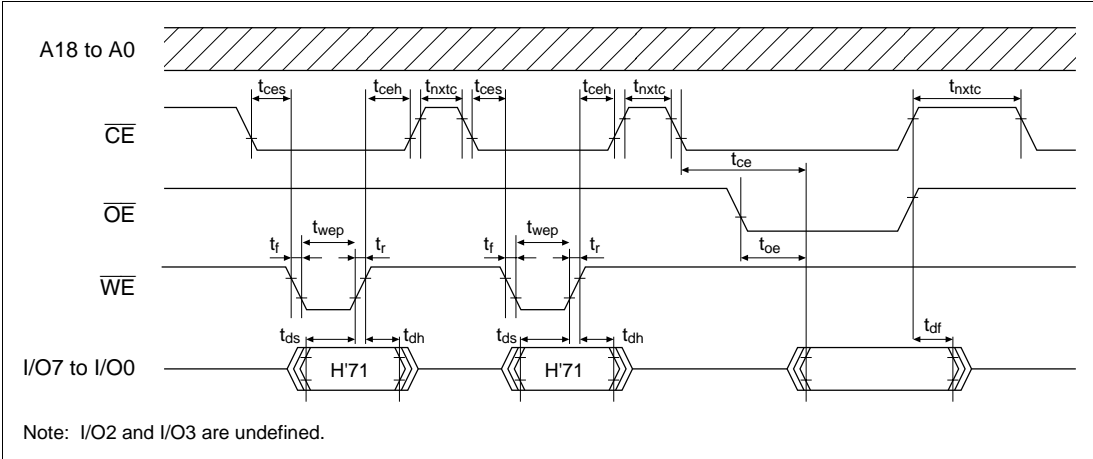 A18 to A0
tces tceh tnxtc tces tceh tnxtc tnxtc
CE
tce
OE
tf twep tr tf twep tr toe
WE
tds tdh tds tdh tdf
I/O7 to I/O0 H'71 H'71
Note: I/O2 and I/O3 are undefined.